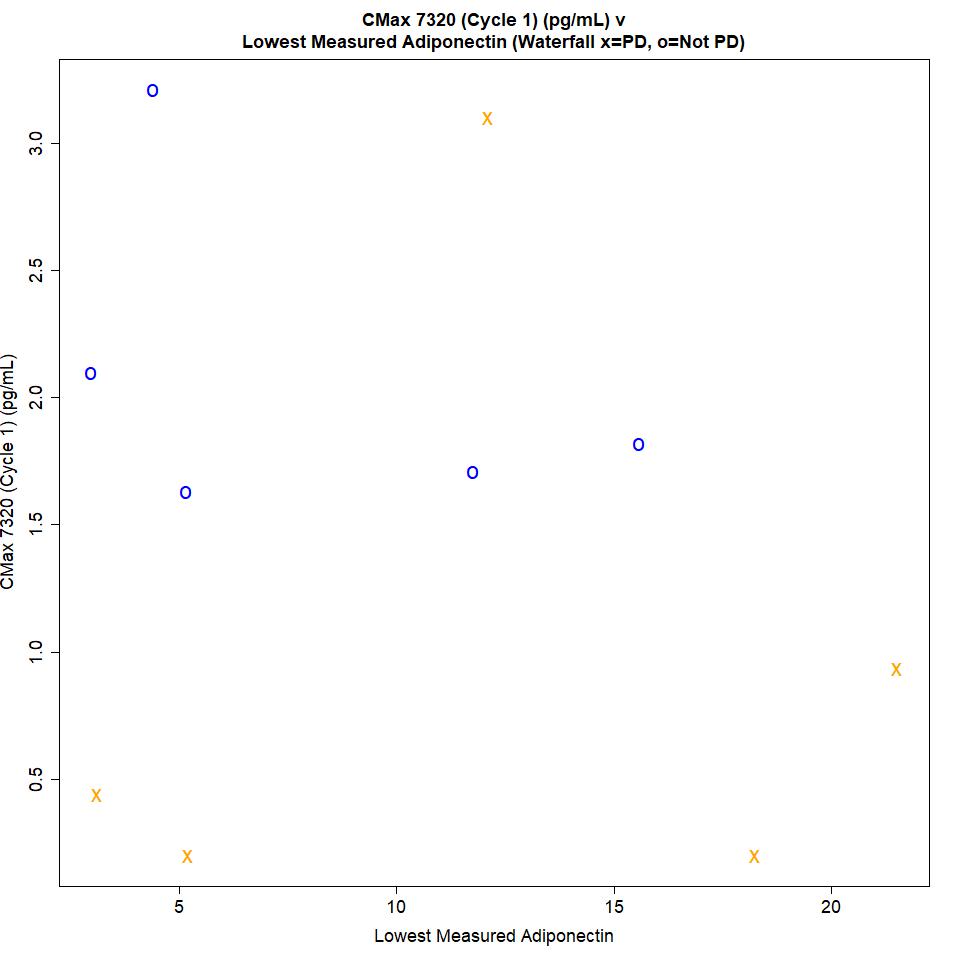 CMax 7320 (Cycle 1) (pg/mL) v
Lowest Measured Adiponectin (Waterfall x=PD, o=Not PD)
CMax 7320 (Cycle 1) (pg/mL)
3.0
2.5
2.0
1.5
1.0
0.5
o
x
o
o
o
o
x
x
x
x
5
10
15
20
Lowest Measured Adiponectin